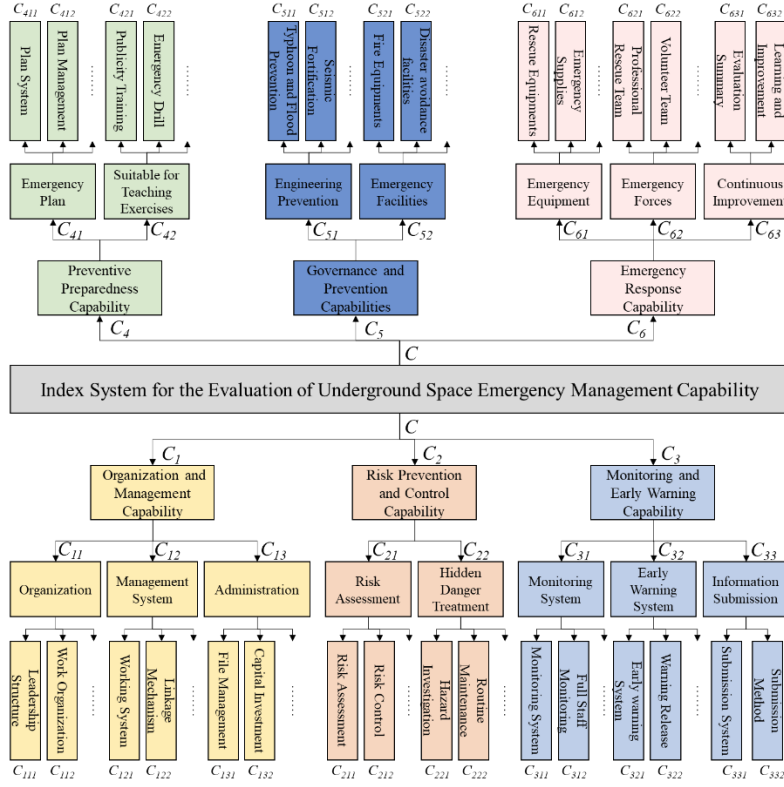 C411 C412 C421 C422 C511 C512 C521 C522 C611 C612 C621 C622 C631 C632
Plan System
Plan Management
......
Publicity Training
Emergency Drill
......
Typhoon and Flood
Prevention
Seismic
Fortification
......
Fire Equipments
Disaster avoidance
facilities
......
Rescue Equipments
Emergency
Supplies
......
Professional
Rescue Team
Volunteer Team
......
Evaluation
Summary
Learning and
Improvement
......
Emergency
Plan
Suitable for
Teaching
Exercises
Engineering
Prevention
Emergency
Facilities
Emergency
Equipment
Emergency
Forces
Continuous
Improvement
C41 C42 C51 C52 C61 C62 C63
Preventive
Preparedness
Capability
Governance and
Prevention
Capabilities
Emergency
Response
Capability
C4 C5 C6
C
Index System for the Evaluation of Underground Space Emergency Management Capability
C
C1 C2 C3
Organization and
Management
Capability
Risk Prevention
and Control
Capability
Monitoring and
Early Warning
Capability
C11 C12 C13 C21 C22 C31 C32 C33
Organization
Management
System
Administration
Risk
Assessment
Hidden
Danger
Treatment
Monitoring
System
Early
Warning
System
Information
Submission
Leadership
Structure
Work Organization
......
Working System
Linkage
Mechanism
......
File Management
Capital Investment
......
Risk Assessment
Risk Control
......
Hazard
Investigation
Routine
Maintenance
......
Monitoring System
Full Staff
Monitoring
......
Early warning
System
Warning Release
......
Submission System
Submission
Method
......
C111 C112 C121 C122 C131 C132 C211 C212 C221 C222 C311 C312 C321 C322 C331 C332